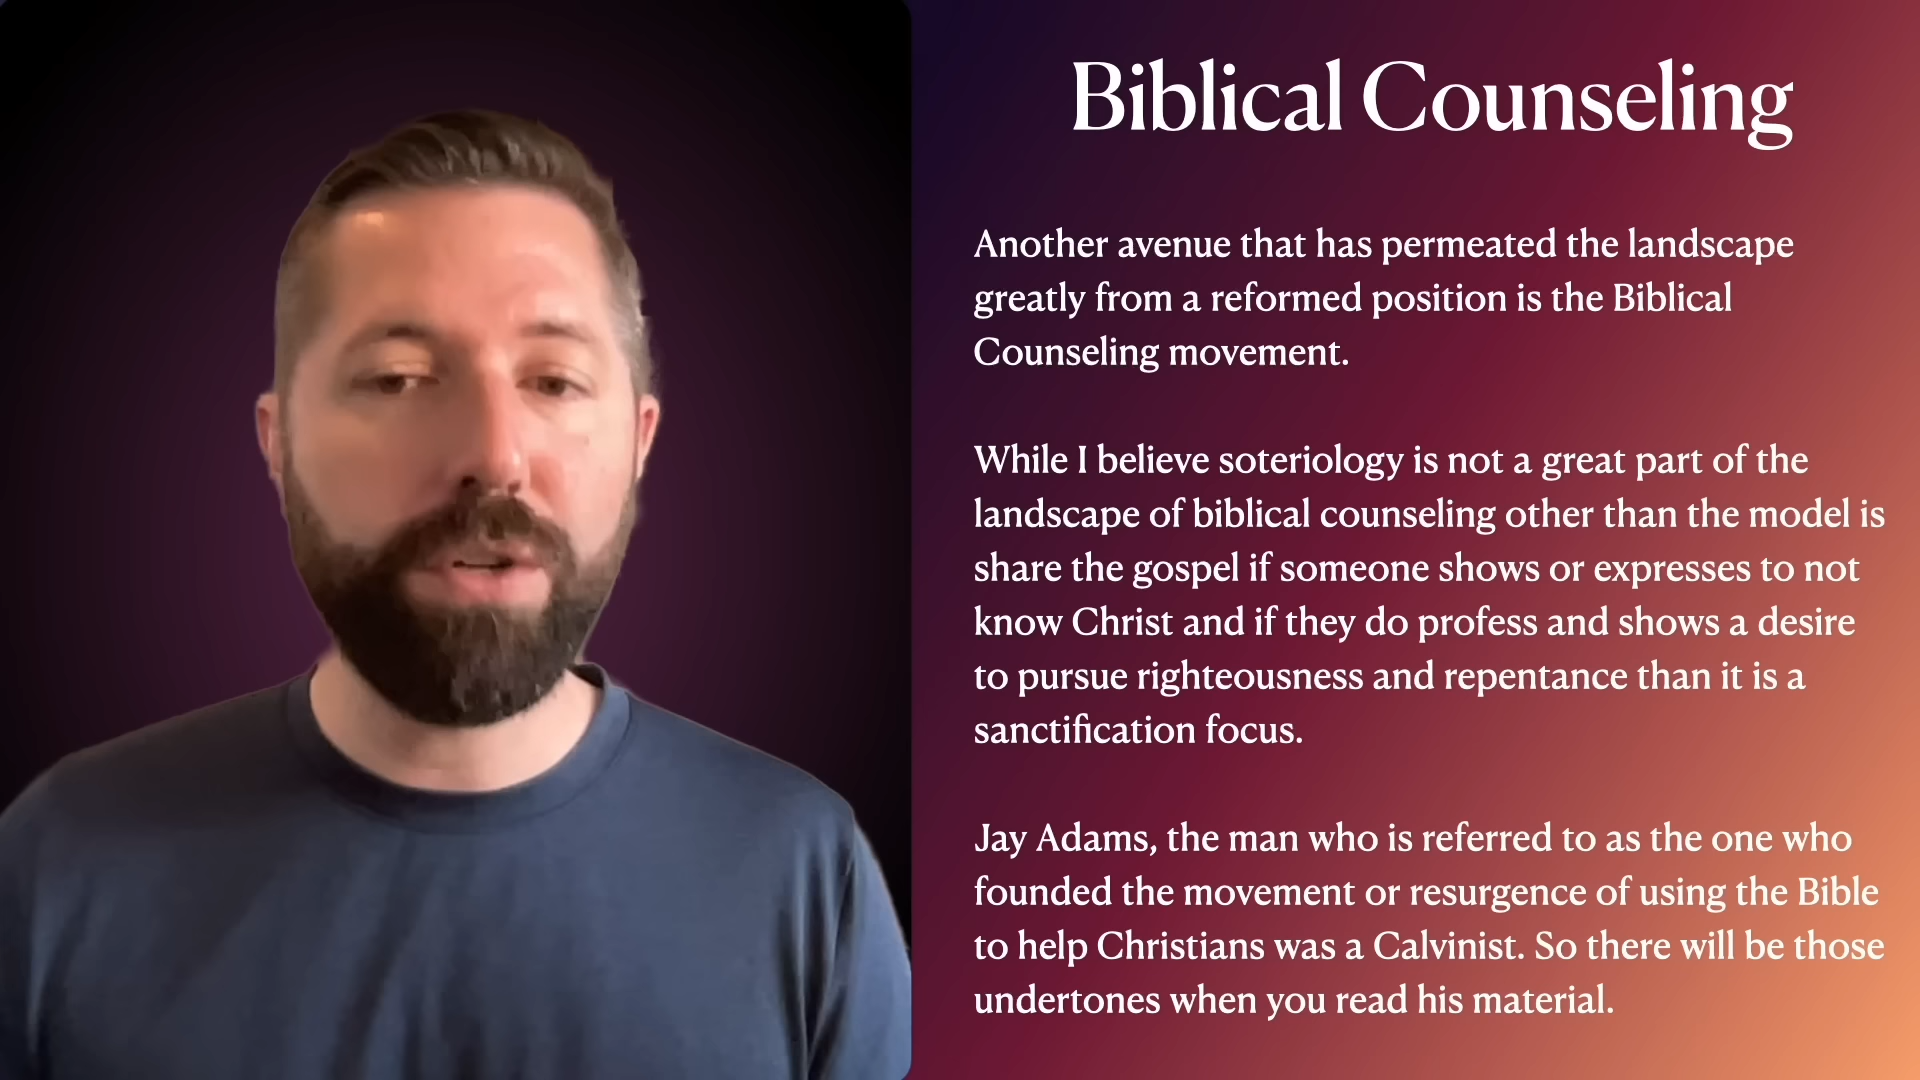 Biblical Counseling
Another avenue that has permeated the landscape
greatly from a reformed position is the Biblical
Counseling movement.
While I believe soteriology is not a great part of the
landscape of biblical counseling other than the model is
share the gospel if someone shows or expresses to not
know Christ and if they do profess and shows a desire
to pursue righteousness and repentance than it is a
sanctification focus.
Jay Adams, the man who is referred to as the one who
founded the movement or resurgence of using the Bible
to help Christians was a Calvinist. So there will be those
undertones when you read his material.